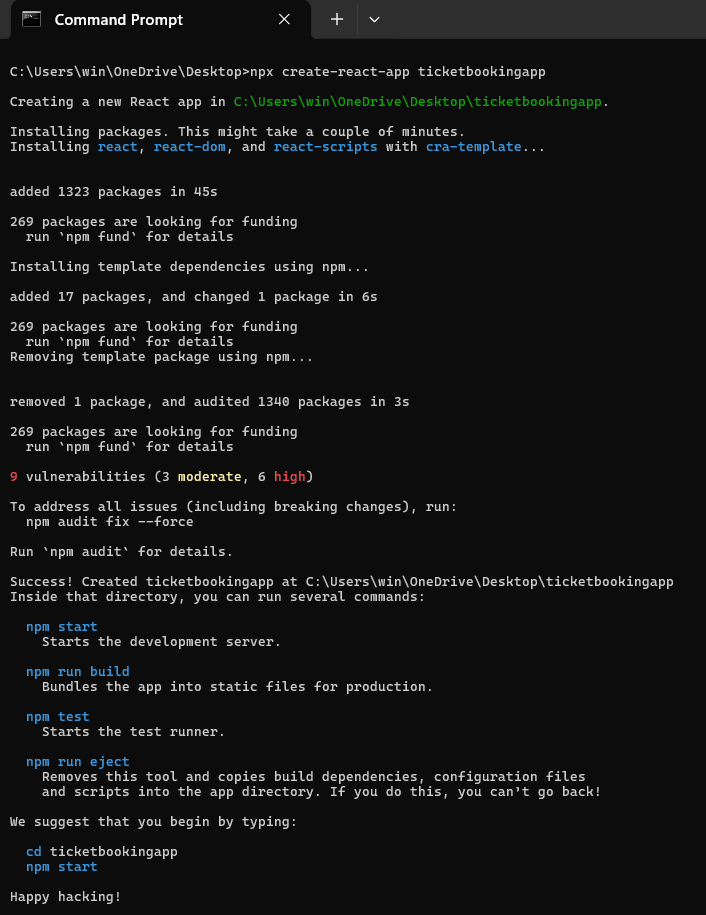 Command Prompt
C:\Users\win\OneDrive\Desktop>npx create-react-app ticketbookingapp
Creating a new React app in C:\Users\win\OneDrive\Desktop\ticketbookingapp.
Installing packages. This might take a couple of minutes.
Installing react, react-dom, and react-scripts with cra-template...
added 1323 packages in 45s
269 packages are looking for funding
  run `npm fund` for details
Installing template dependencies using npm...
added 17 packages, and changed 1 package in 6s
269 packages are looking for funding
  run `npm fund` for details
Removing template package using npm...
removed 1 package, and audited 1340 packages in 3s
269 packages are looking for funding
  run `npm fund` for details
9 vulnerabilities (3 moderate, 6 high)
To address all issues (including breaking changes), run:
  npm audit fix --force
Run `npm audit` for details.
Success! Created ticketbookingapp at C:\Users\win\OneDrive\Desktop\ticketbookingapp
Inside that directory, you can run several commands:
  npm start
    Starts the development server.
  npm run build
    Bundles the app into static files for production.
  npm test
    Starts the test runner.
  npm run eject
    Removes this tool and copies build dependencies, configuration files
    and scripts into the app directory. If you do this, you can’t go back!
We suggest that you begin by typing:
  cd ticketbookingapp
  npm start
Happy hacking!